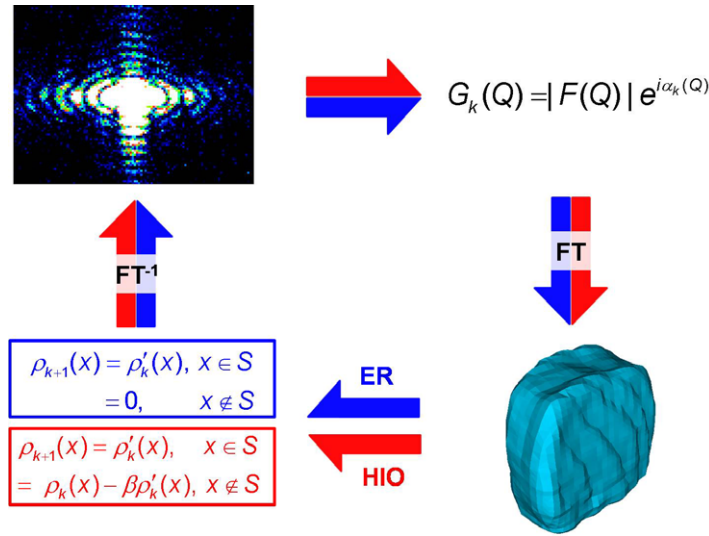 G_k(Q) =| F(Q) | e^{iα_k(Q)}
FT
FT⁻¹
ρ_{k+1}(x) = ρ'_k(x), x ∈ S
= 0, x ∉ S
ER
ρ_{k+1}(x) = ρ'_k(x), x ∈ S
= ρ_k(x) − βρ'_k(x), x ∉ S
HIO